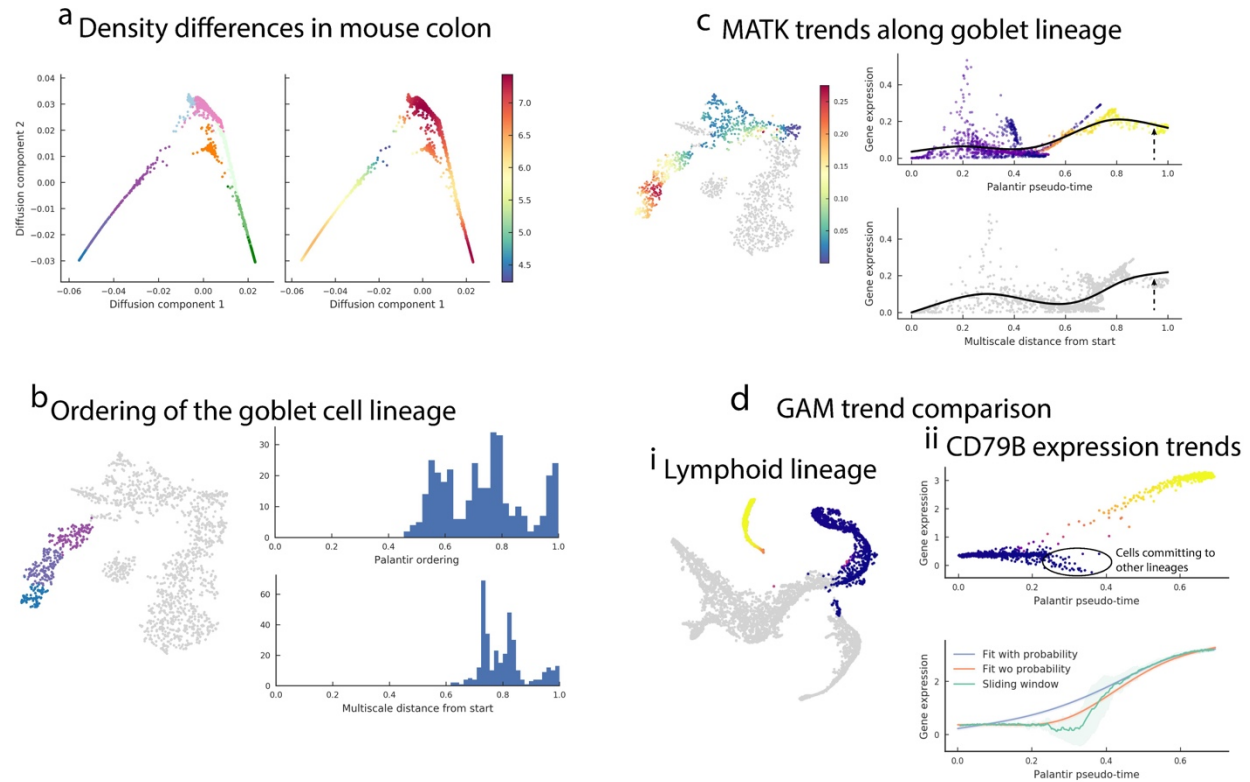 a Density differences in mouse colon
Diffusion component 2
0.04
0.03
0.02
0.01
0.00
−0.01
−0.02
−0.03
−0.06 −0.04 −0.02 0.00 0.02
Diffusion component 1
−0.06 −0.04 −0.02 0.00 0.02
Diffusion component 1
7.0
6.5
6.0
5.5
5.0
4.5
b Ordering of the goblet cell lineage
30
20
10
0
0.0 0.2 0.4 0.6 0.8 1.0
Palantir ordering
60
40
20
0
0.0 0.2 0.4 0.6 0.8 1.0
Multiscale distance from start
c MATK trends along goblet lineage
0.25
0.20
0.15
0.10
0.05
Gene expression
0.4
0.2
0.0
0.0 0.2 0.4 0.6 0.8 1.0
Palantir pseudo-time
Gene expression
0.4
0.2
0.0
0.0 0.2 0.4 0.6 0.8 1.0
Multiscale distance from start
d GAM trend comparison
i Lymphoid lineage
ii CD79B expression trends
Gene expression
3
2
1
0
Cells committing to
other lineages
0.0 0.2 0.4 0.6
Palantir pseudo-time
Gene expression
2
0
Fit with probability
Fit wo probability
Sliding window
0.0 0.2 0.4 0.6
Palantir pseudo-time